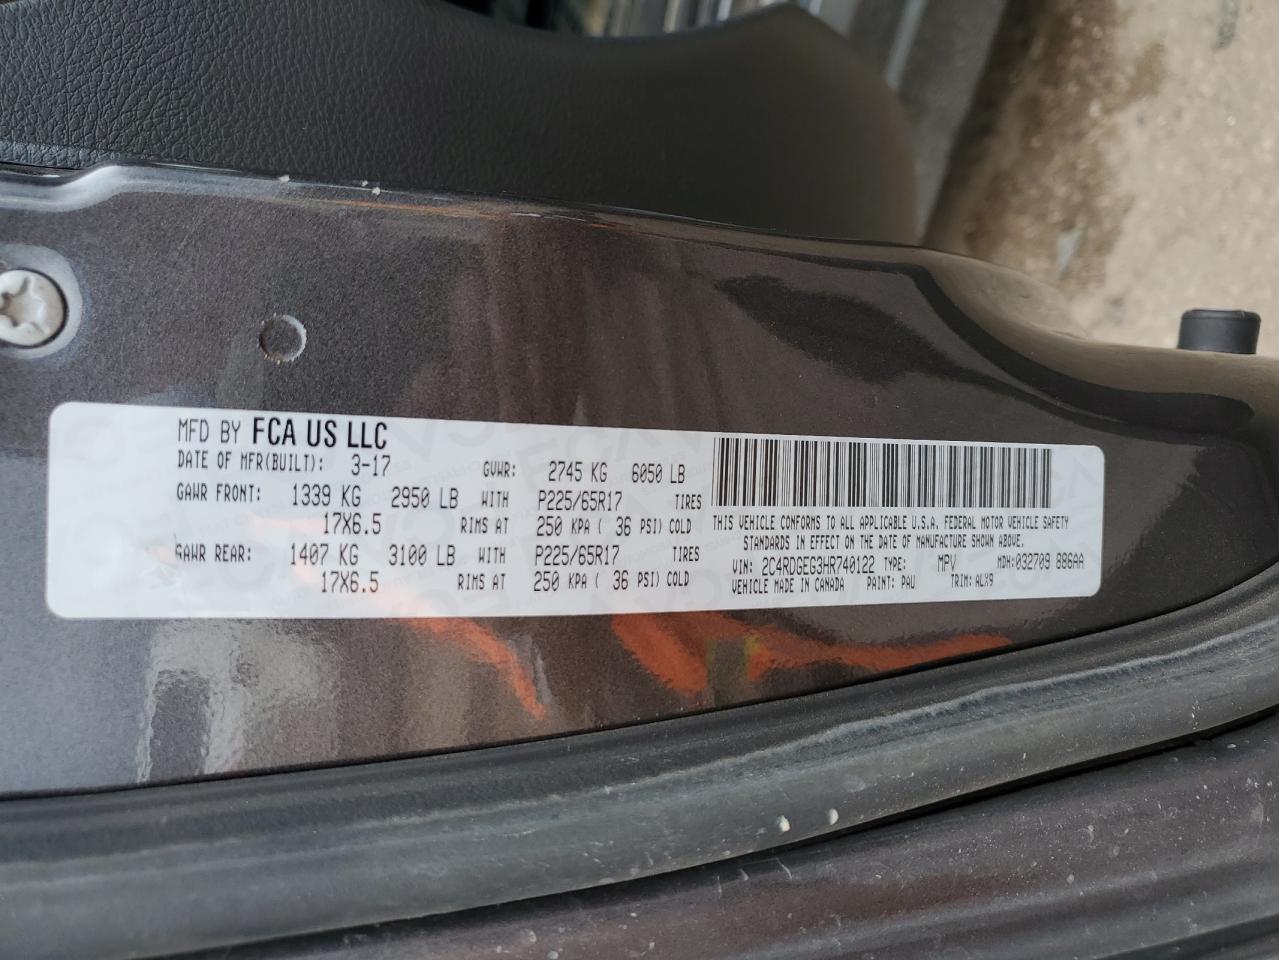 MFD BY FCA US LLC
DATE OF MFR(BUILT): 3-17 GVWR: 2745 KG 6050 LB
GAWR FRONT: 1339 KG 2950 LB WITH P225/65R17 TIRES
17X6.5 RIMS AT 250 KPA ( 36 PSI) COLD
GAWR REAR: 1407 KG 3100 LB WITH P225/65R17 TIRES
17X6.5 RIMS AT 250 KPA ( 36 PSI) COLD
THIS VEHICLE CONFORMS TO ALL APPLICABLE U.S.A. FEDERAL MOTOR VEHICLE SAFETY
STANDARDS IN EFFECT ON THE DATE OF MANUFACTURE SHOWN ABOVE.
VIN: 2C4RDGEG3HR740122 TYPE: MPV MDH:032709 886AA
VEHICLE MADE IN CANADA PAINT: PAU TRIM: ALX9